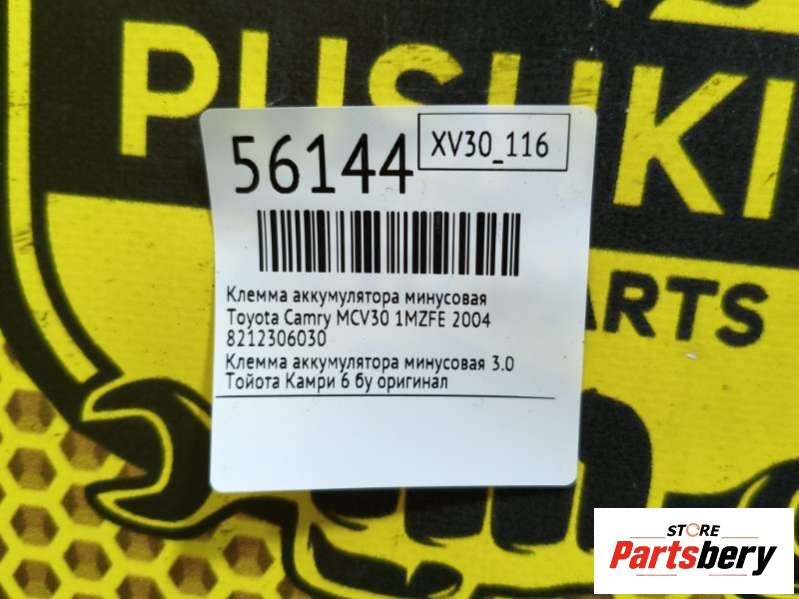 PUSUKI
56144
XV30_116
ARTS
Клемма аккумулятора минусовая
Toyota Camry MCV30 1MZFE 2004
8212306030
Клемма аккумулятора минусовая 3.0
Тойота Камри 6 бу оригинал
STORE
Partsbery